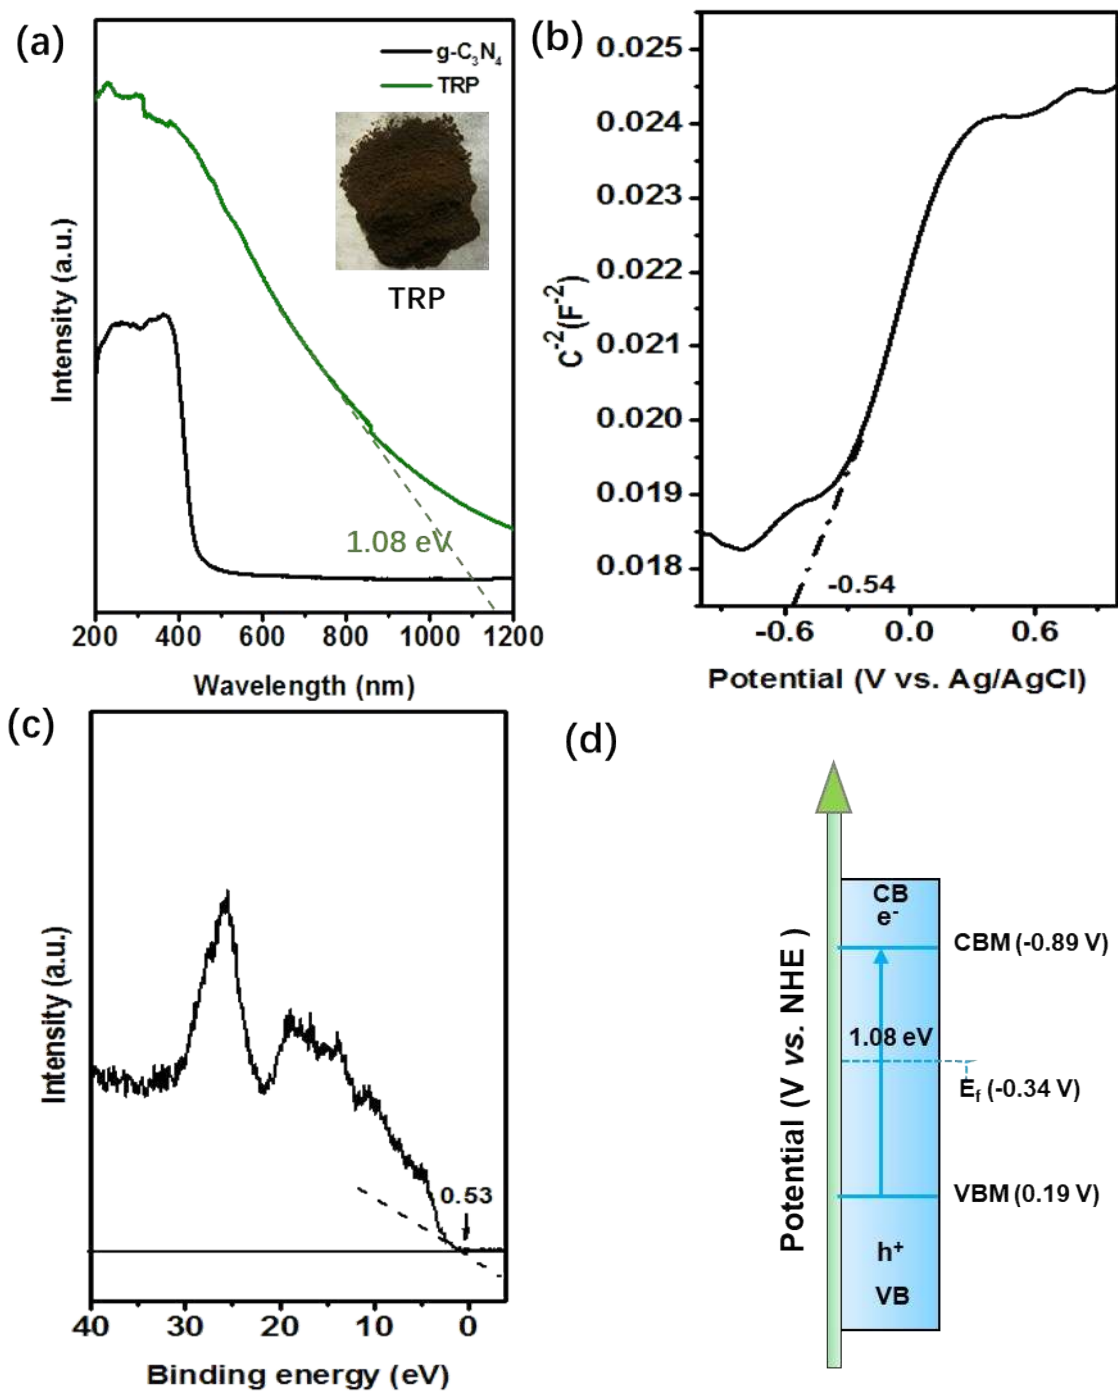 (a)
g-C₃N₄
TRP
TRP
1.08 eV
Intensity (a.u.)
200 400 600 800 1000 1200
Wavelength (nm)
(b)
0.025
0.024
0.023
0.022
0.021
0.020
0.019
0.018
C⁻²(F⁻²
-0.54
-0.6 0.0 0.6
Potential (V vs. Ag/AgCl)
(c)
Intensity (a.u.)
0.53
40 30 20 10 0
Binding energy (eV)
(d)
Potential (V vs. NHE )
CB
e⁻
CBM (-0.89 V)
1.08 eV
E_f (-0.34 V)
VBM (0.19 V)
h⁺
VB